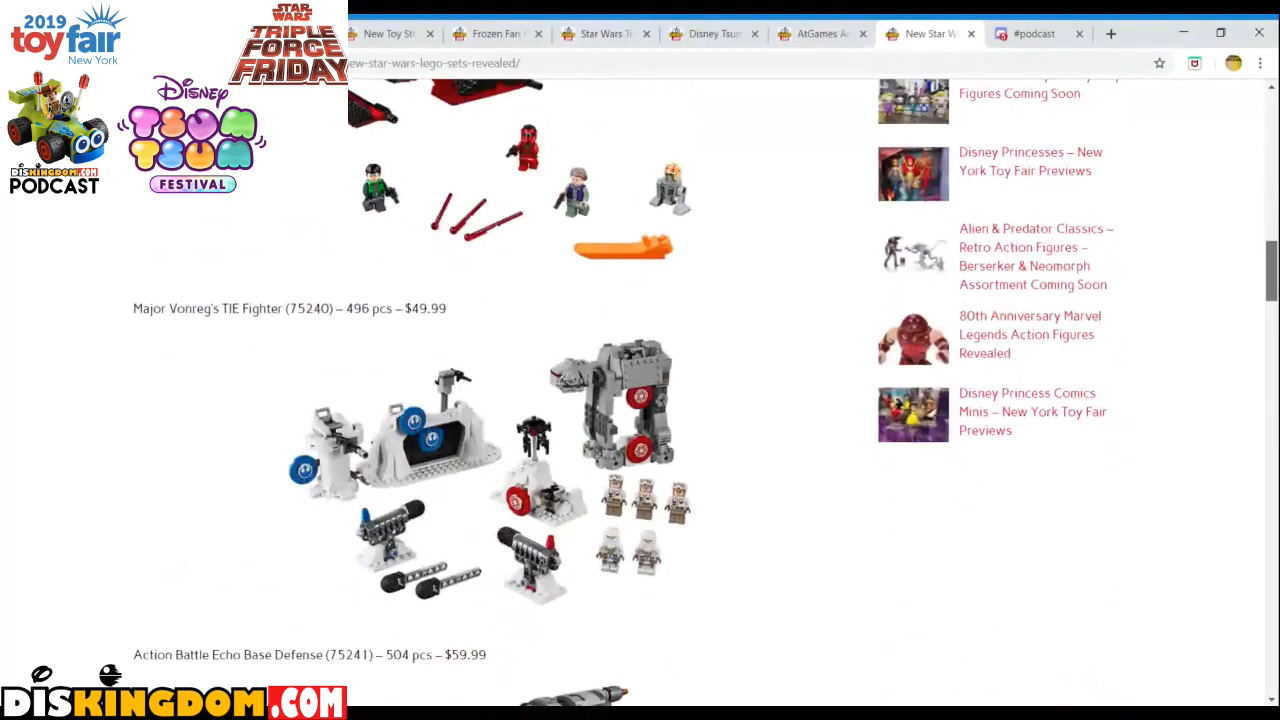 2019
toyfair
New York
STAR
WARS
TRIPLE
FORCE
FRIDAY
DISKINGDOM.COM
PODCAST
Disney
TSUM
TSUM
FESTIVAL
New Toy St
Frozen Fan
Star Wars Tr
Disney Tsum
AtGames A
New Star W
#podcast
ew-star-wars-lego-sets-revealed/
Figures Coming Soon
Disney Princesses – New
York Toy Fair Previews
Alien & Predator Classics –
Retro Action Figures –
Berserker & Neomorph
Assortment Coming Soon
80th Anniversary Marvel
Legends Action Figures
Revealed
Disney Princess Comics
Minis – New York Toy Fair
Previews
Major Vonreg's TIE Fighter (75240) – 496 pcs – $49.99
Action Battle Echo Base Defense (75241) – 504 pcs – $59.99
DISKINGDOM.COM